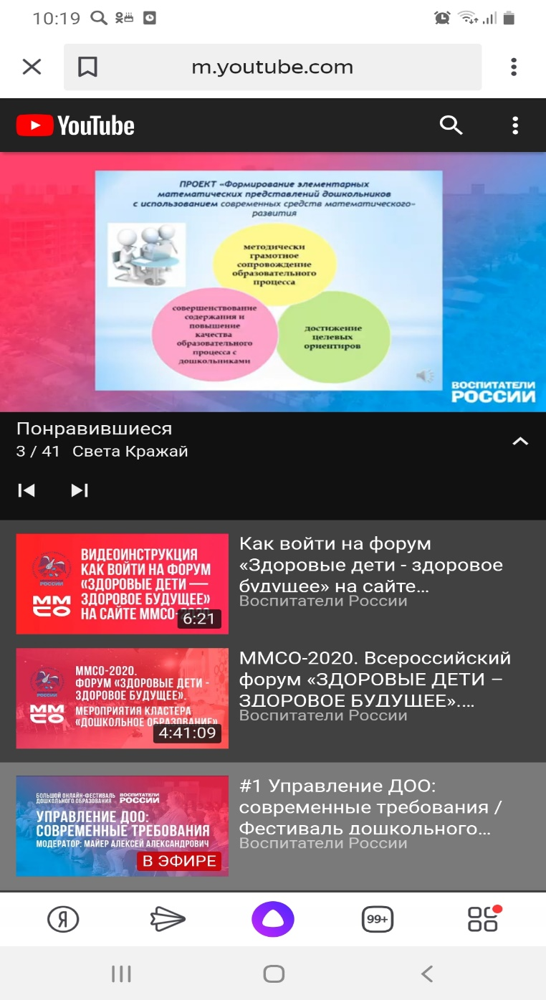 10:19
m.youtube.com
YouTube
ПРОЕКТ «Формирование элементарных
математических представлений дошкольников
с использованием современных средств математического-
развития
методически
грамотное
сопровождение
образовательного
процесса
совершенствование
содержания и
повышение
качества
образовательного
процесса с
дошкольниками
достижение
целевых
ориентиров
ВОСПИТАТЕЛИ
РОССИИ
Понравившиеся
3 / 41 Света Кражай
ВИДЕОИНСТРУКЦИЯ
КАК ВОЙТИ НА ФОРУМ
«ЗДОРОВЫЕ ДЕТИ —
ЗДОРОВОЕ БУДУЩЕЕ»
НА САЙТЕ ММСО-2020
РОССИИ
ММСО
6:21
Как войти на форум
«Здоровые дети - здоровое
будущее» на сайте...
Воспитатели России
ММСО-2020.
ФОРУМ «ЗДОРОВЫЕ ДЕТИ -
ЗДОРОВОЕ БУДУЩЕЕ».
МЕРОПРИЯТИЯ КЛАСТЕРА
«ДОШКОЛЬНОЕ ОБРАЗОВАНИЕ»
РОССИИ
ММСО
4:41:09
ММСО-2020. Всероссийский
форум «ЗДОРОВЫЕ ДЕТИ –
ЗДОРОВОЕ БУДУЩЕЕ»....
Воспитатели России
БОЛЬШОЙ ОНЛАЙН-ФЕСТИВАЛЬ
ДОШКОЛЬНОГО ОБРАЗОВАНИЯ
ВОСПИТАТЕЛИ
РОССИИ
УПРАВЛЕНИЕ ДОО:
СОВРЕМЕННЫЕ ТРЕБОВАНИЯ
МОДЕРАТОР: МАЙЕР АЛЕКСЕЙ АЛЕКСАНДРОВИЧ
В ЭФИРЕ
#1 Управление ДОО:
современные требования /
Фестиваль дошкольного...
Воспитатели России
Я
99+